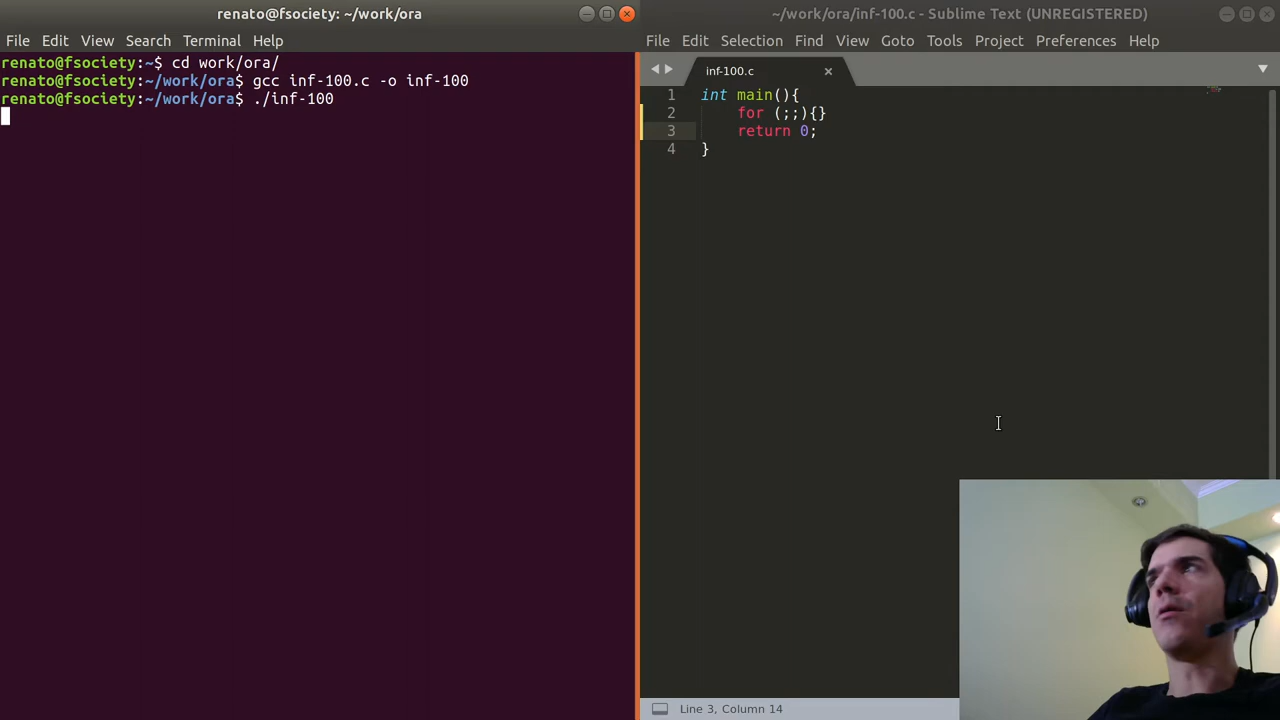 renato@fsociety: ~/work/ora
File Edit View Search Terminal Help
renato@fsociety:~$ cd work/ora/
renato@fsociety:~/work/ora$ gcc inf-100.c -o inf-100
renato@fsociety:~/work/ora$ ./inf-100
~/work/ora/inf-100.c - Sublime Text (UNREGISTERED)
File Edit Selection Find View Goto Tools Project Preferences Help
inf-100.c
1 int main(){
2 for (;;){}
3 return 0;
4 }
Line 3, Column 14